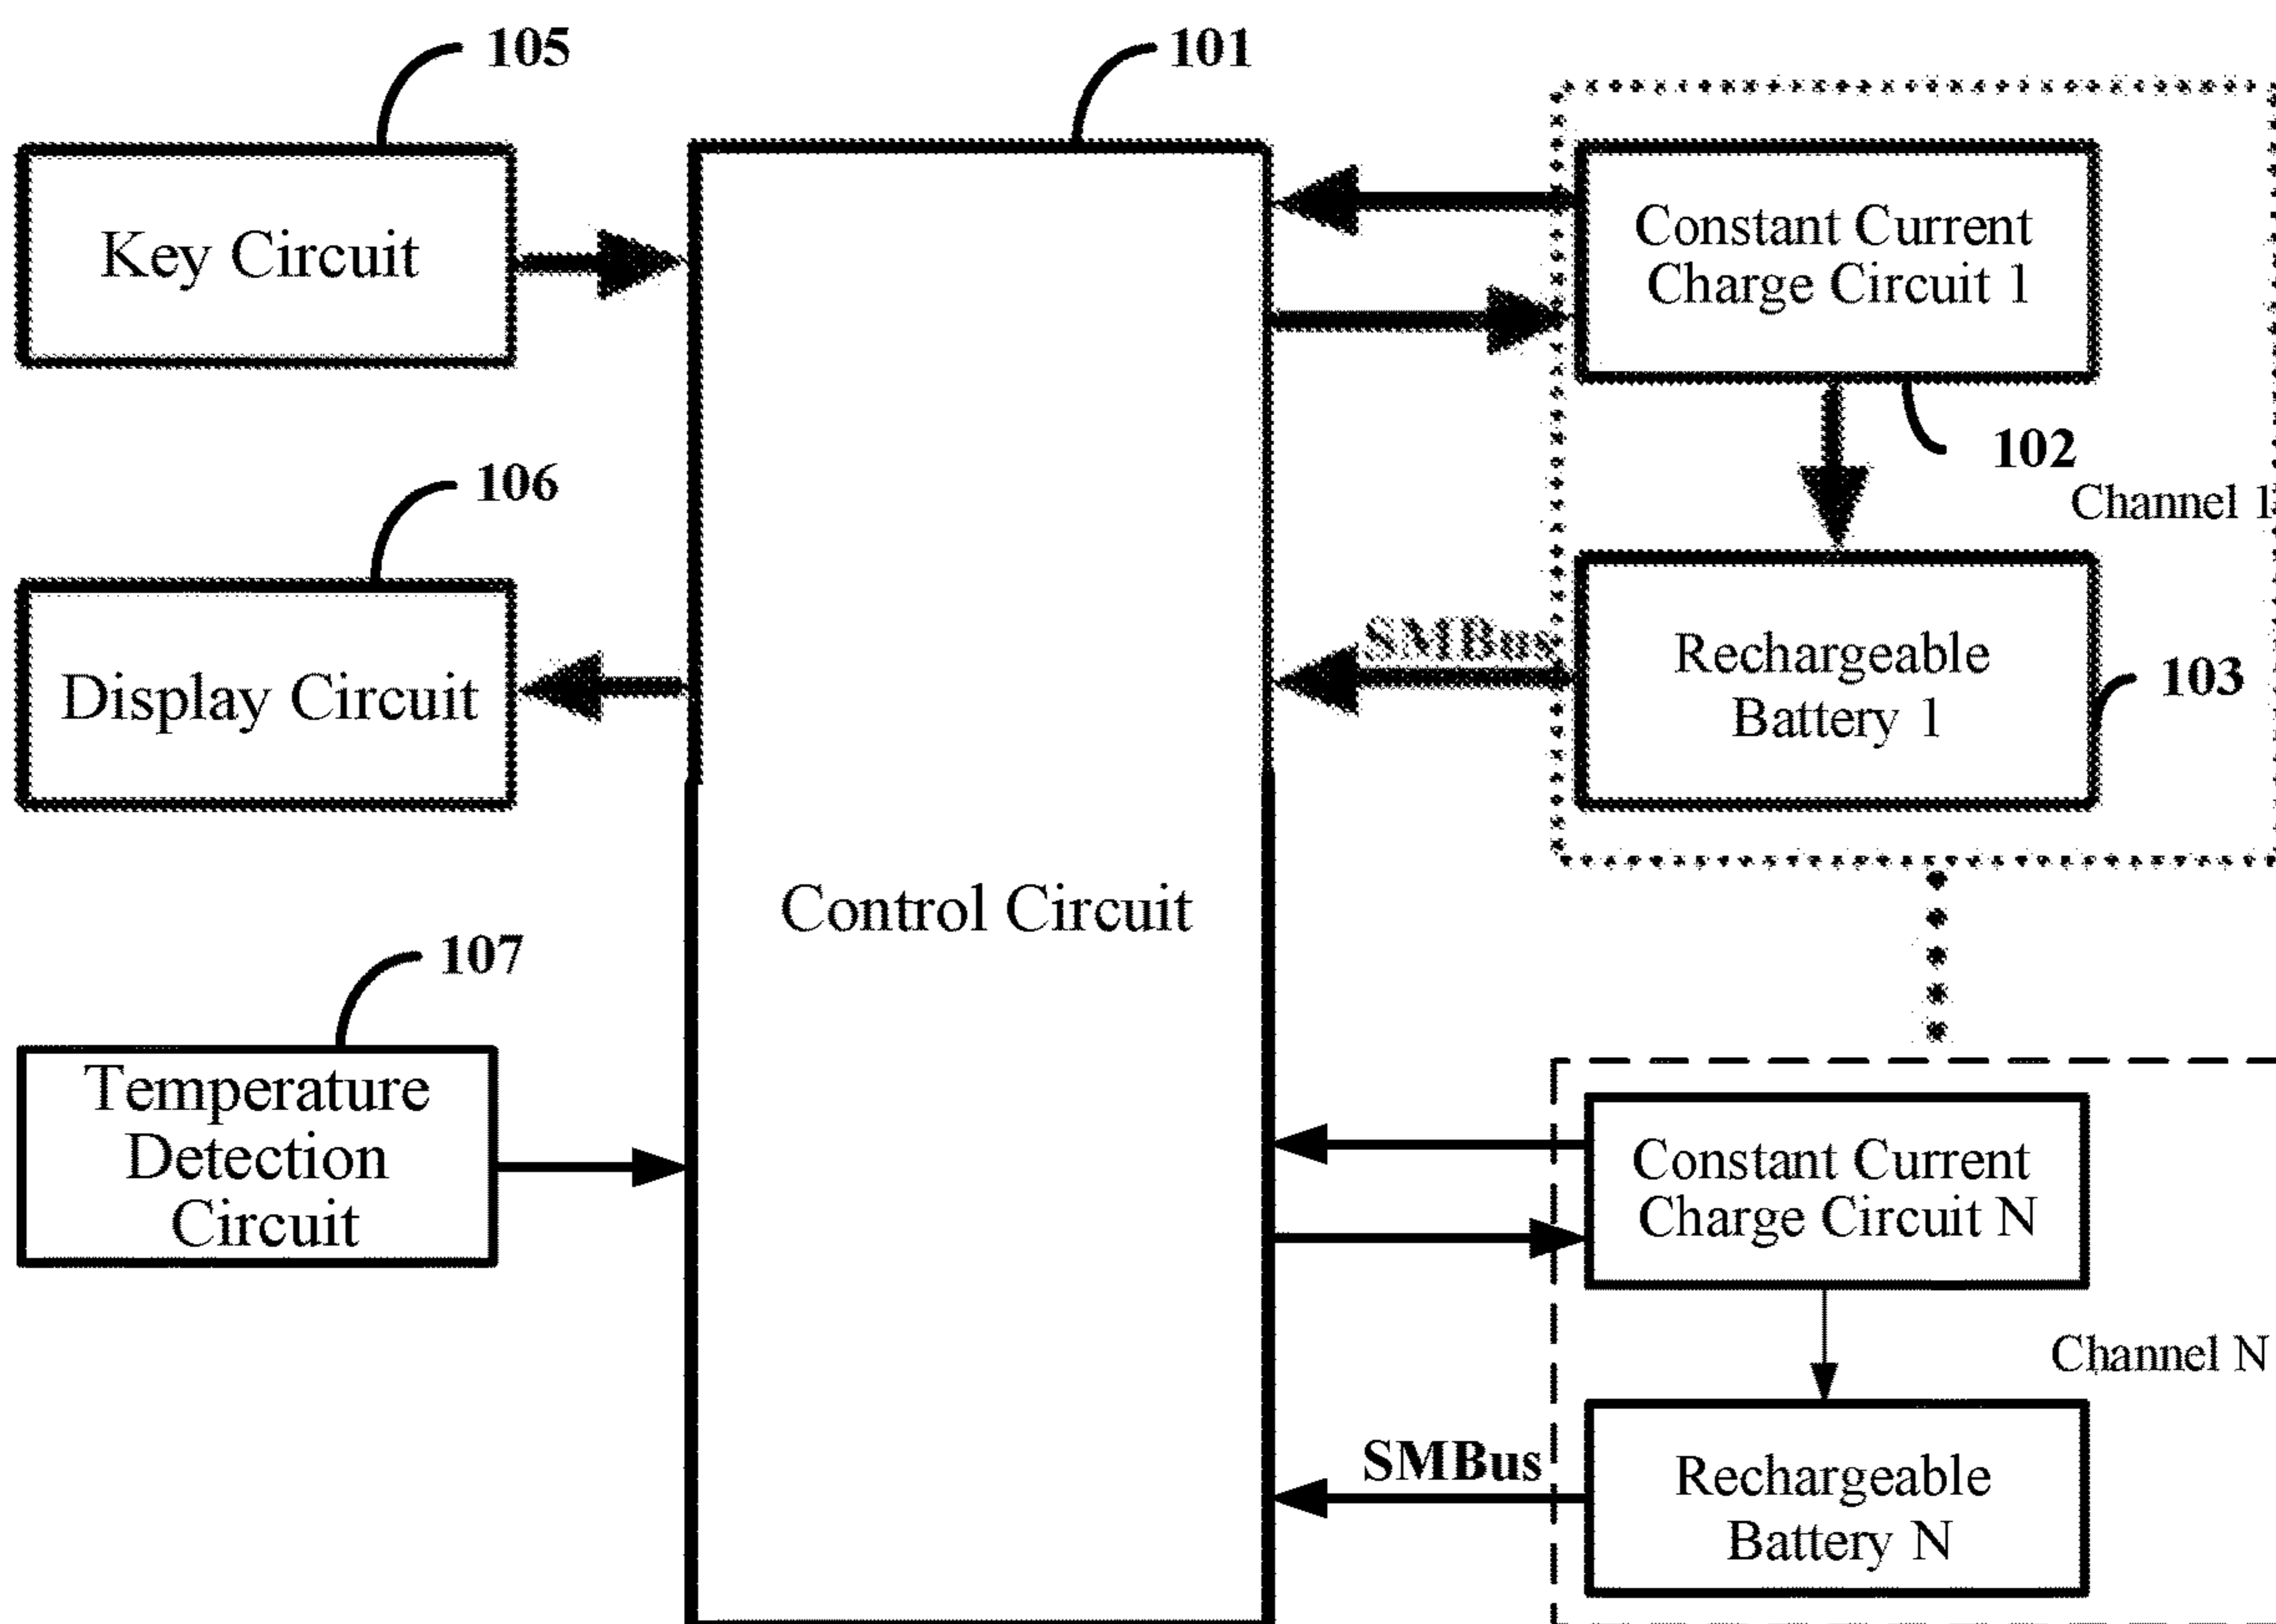 105
101
Key Circuit
Constant Current
Charge Circuit 1
102
Channel 1
106
Display Circuit
SMBus
Rechargeable
Battery 1
103
Control Circuit
107
Temperature
Detection
Circuit
Constant Current
Charge Circuit N
Channel N
SMBus
Rechargeable
Battery N